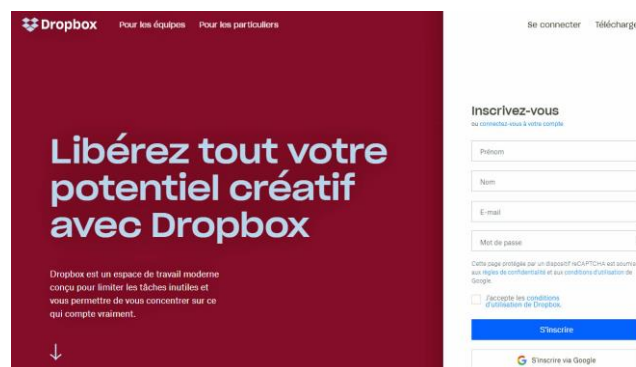 Dropbox
Pour les équipes Pour les particuliers
Se connecter Télécharge
Libérez tout votre
potentiel créatif
avec Dropbox
Dropbox est un espace de travail moderne
conçu pour limiter les tâches inutiles et
vous permettre de vous concentrer sur ce
qui compte vraiment.
Inscrivez-vous
ou connectez-vous à votre compte
Prénom
Nom
E-mail
Mot de passe
Cette page protégée par un dispositif reCAPTCHA est soumise
aux règles de confidentialité et aux conditions d'utilisation de
Google.
J'accepte les conditions
d'utilisation de Dropbox.
S'inscrire
S'inscrire via Google